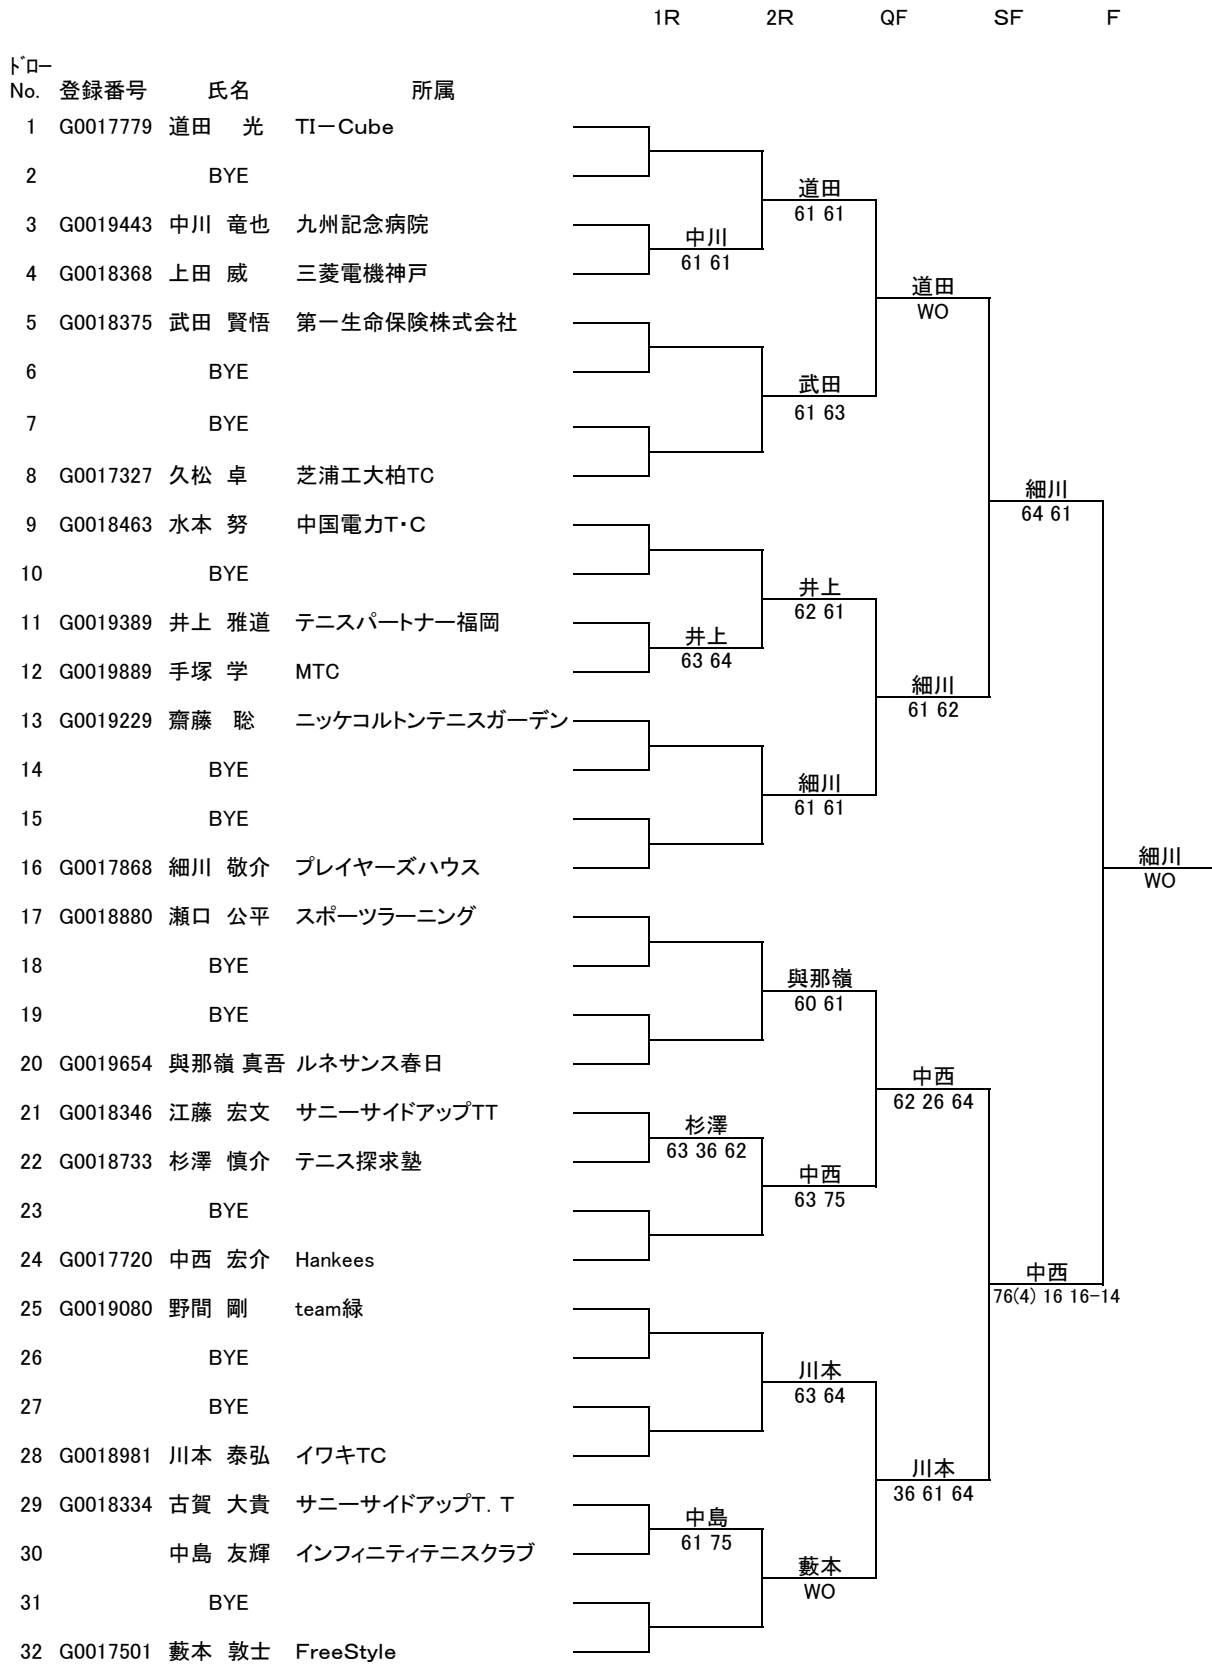 1R 2R QF SF F
ドロー
No. 登録番号 氏名 所属
1 G0017779 道田 光 TI－Cube
2 BYE
道田
61 61
3 G0019443 中川 竜也 九州記念病院
中川
61 61
4 G0018368 上田 威 三菱電機神戸
道田
WO
5 G0018375 武田 賢悟 第一生命保険株式会社
6 BYE
武田
61 63
7 BYE
8 G0017327 久松 卓 芝浦工大柏TC
細川
64 61
9 G0018463 水本 努 中国電力T・C
10 BYE
井上
62 61
11 G0019389 井上 雅道 テニスパートナー福岡
井上
63 64
12 G0019889 手塚 学 MTC
細川
61 62
13 G0019229 齋藤 聡 ニッケコルトンテニスガーデン
14 BYE
細川
61 61
15 BYE
16 G0017868 細川 敬介 プレイヤーズハウス
細川
WO
17 G0018880 瀬口 公平 スポーツラーニング
18 BYE
與那嶺
60 61
19 BYE
20 G0019654 與那嶺 真吾 ルネサンス春日
中西
62 26 64
21 G0018346 江藤 宏文 サニーサイドアップTT
杉澤
63 36 62
22 G0018733 杉澤 慎介 テニス探求塾
中西
63 75
23 BYE
24 G0017720 中西 宏介 Hankees
中西
76(4) 16 16-14
25 G0019080 野間 剛 team緑
26 BYE
川本
63 64
27 BYE
28 G0018981 川本 泰弘 イワキTC
川本
36 61 64
29 G0018334 古賀 大貴 サニーサイドアップT．T
中島
61 75
30 中島 友輝 インフィニティテニスクラブ
藪本
WO
31 BYE
32 G0017501 藪本 敦士 FreeStyle